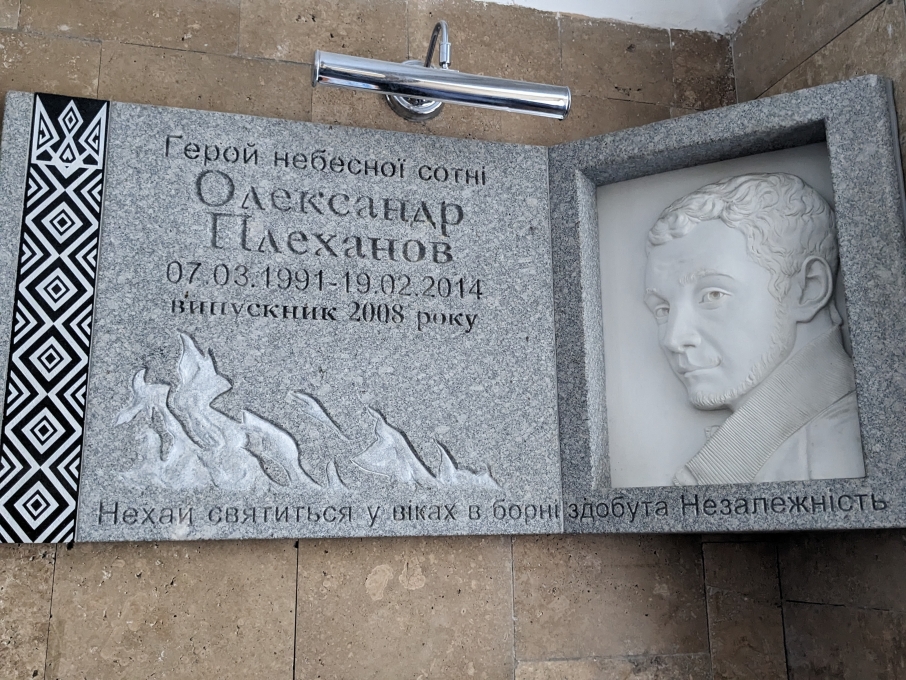 Герой небесної сотні
Олександр
Плеханов
07.03.1991-19.02.2014
випускник 2008 року
Нехай святиться у віках в борні здобута Незалежність